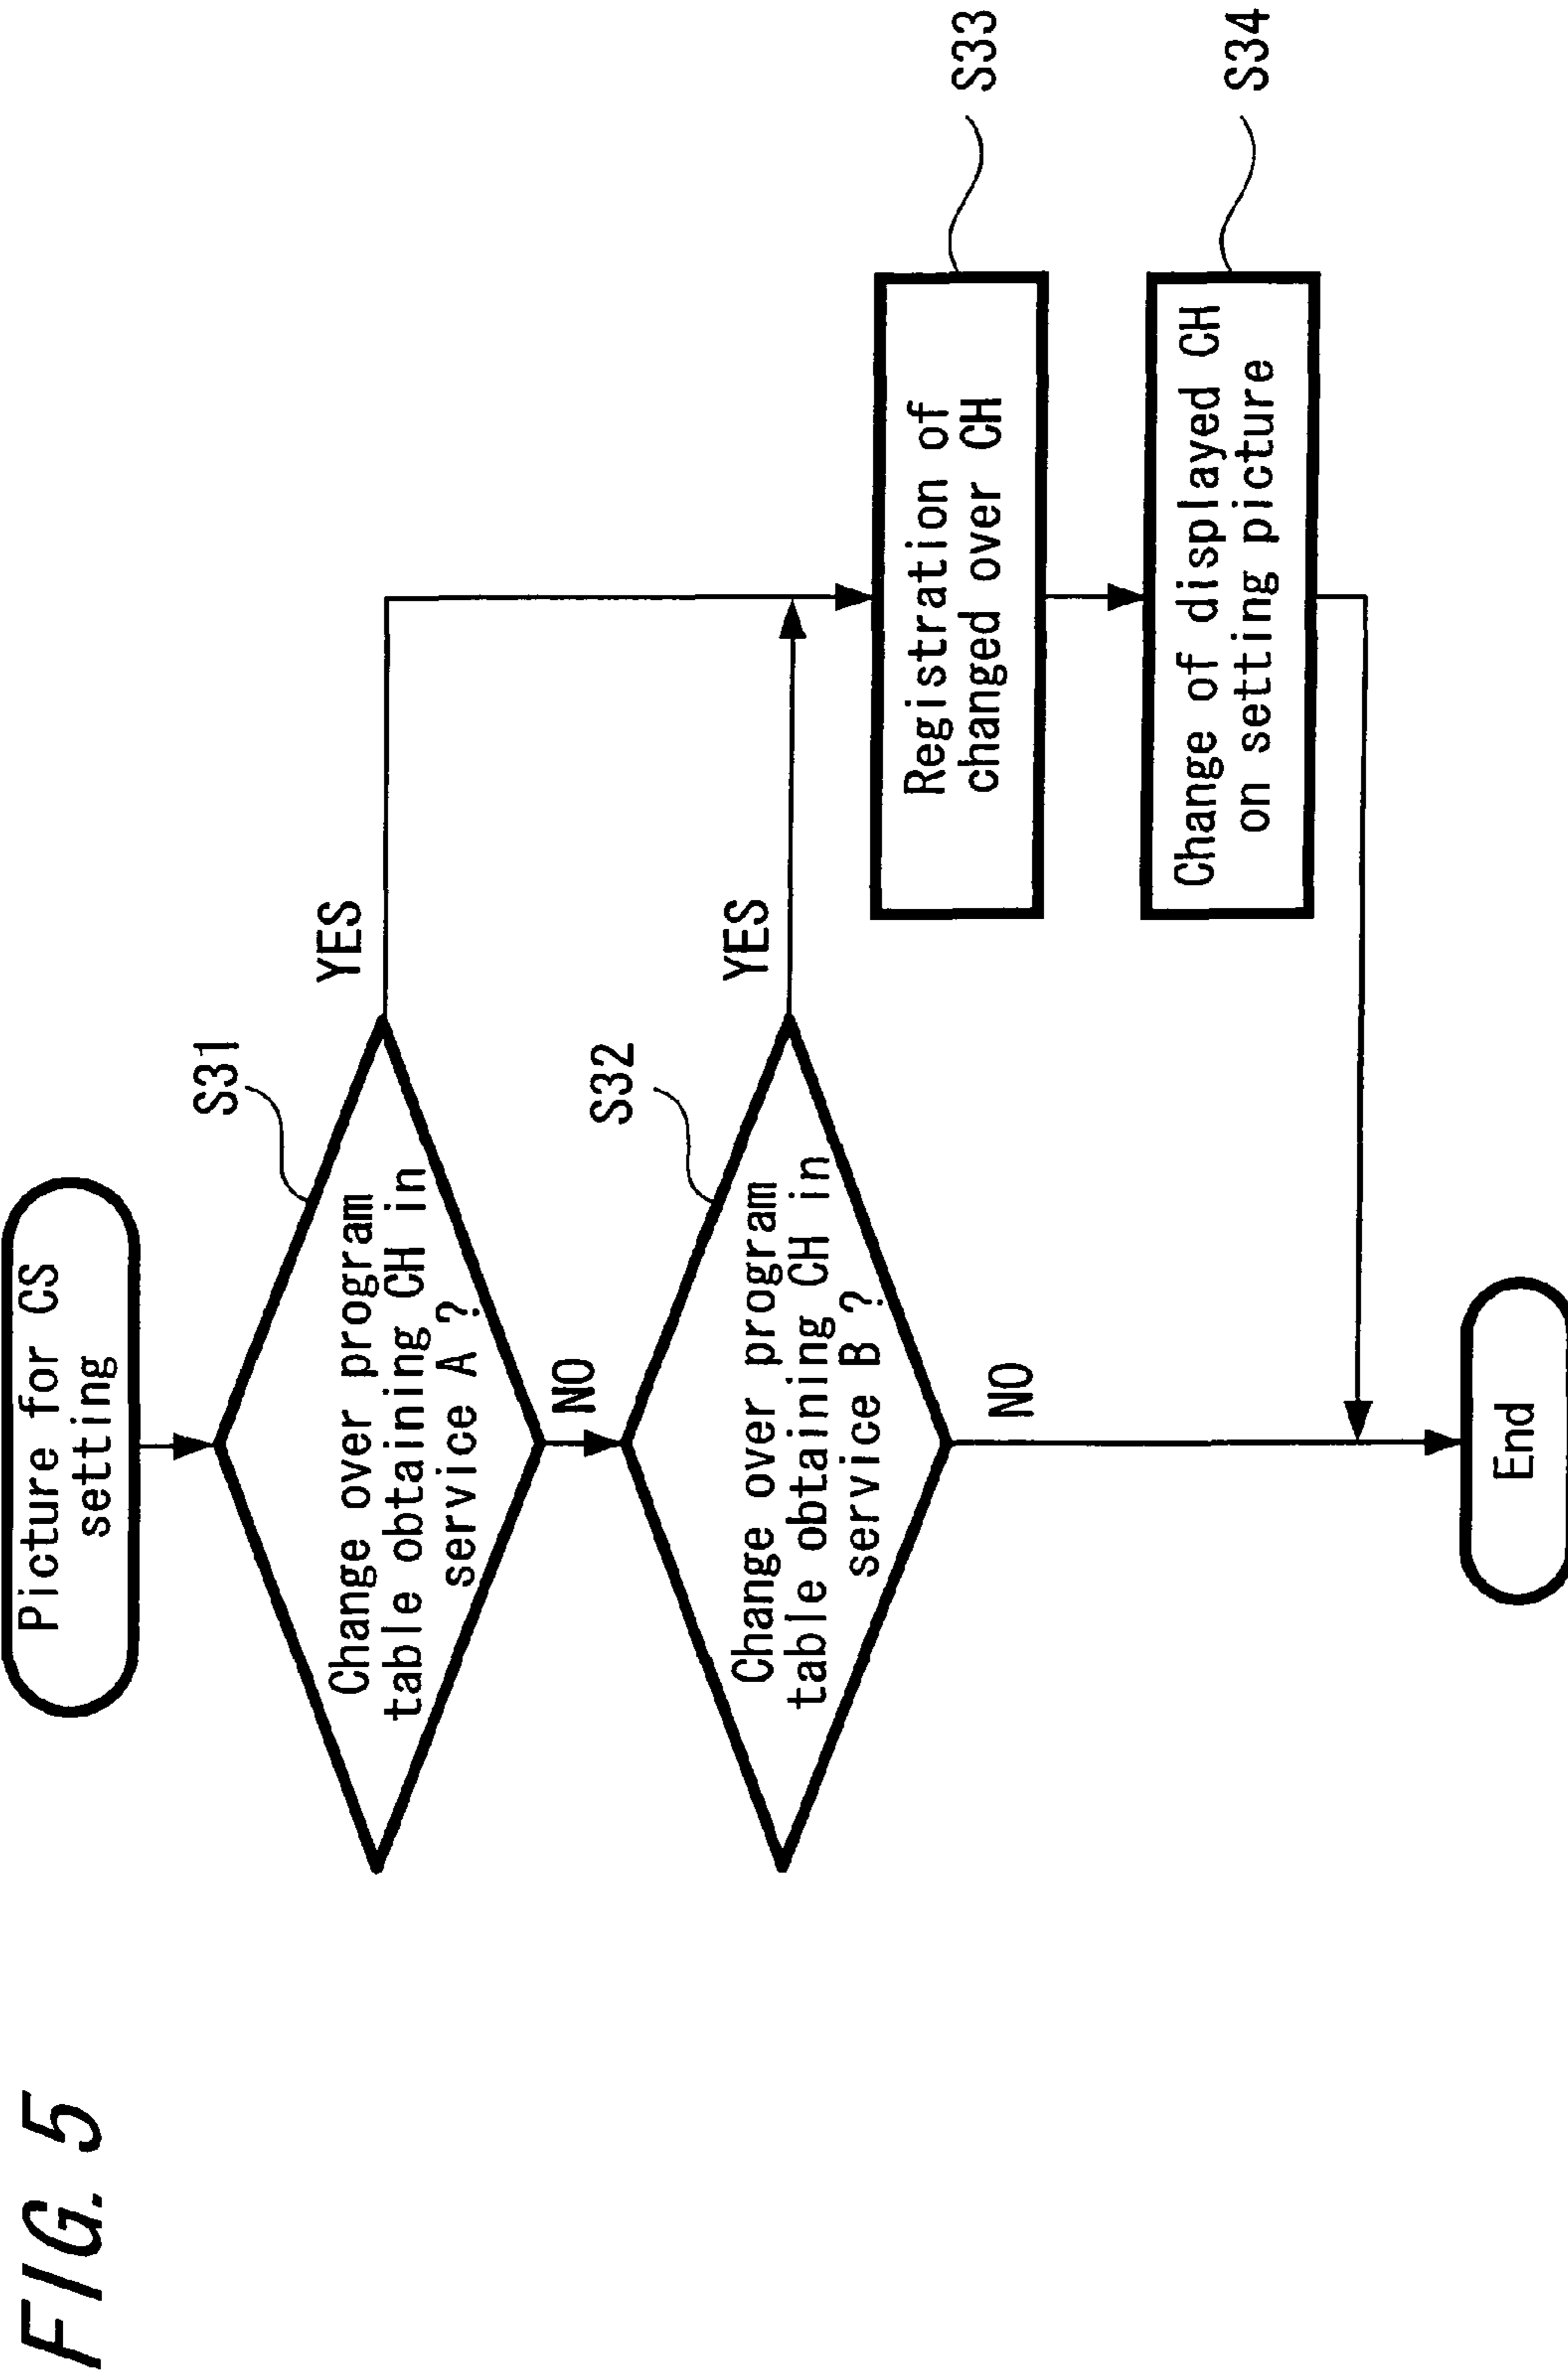 FIG. 5
Picture for CS
setting
S31
Change over program
table obtaining CH in
service A ?
YES
NO
S32
Change over program
table obtaining CH in
service B ?
YES
NO
Registration of
changed over CH
S33
Change of displayed CH
on setting picture
S34
End